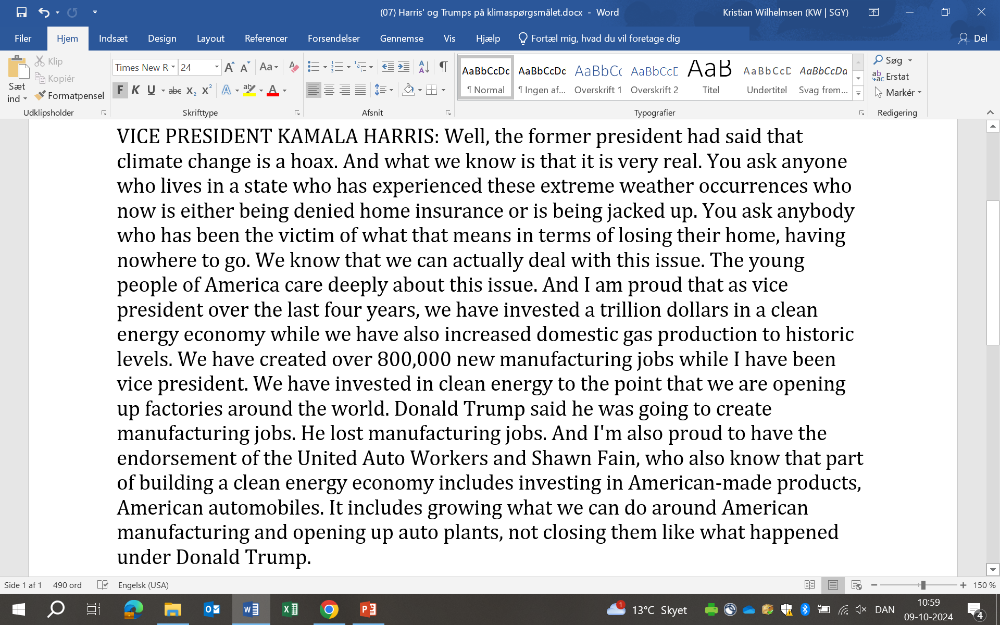 (07) Harris' og Trumps på klimaspørgsmålet.docx - Word
Kristian Wilhelmsen (KW | SGY)
Filer Hjem Indsæt Design Layout Referencer Forsendelser Gennemse Vis Hjælp Fortæl mig, hvad du vil foretage dig Del
Sæt ind
Klip
Kopiér
Formatpensel
Udklipsholder
Times New R 24
F K U abc x₂ x² A ab A
Skrifttype
Afsnit
AaBbCcDc AaBbCcDc AaBbCc AaBbCcD AaB AaBbCcD AaBbCcDa
¶ Normal ¶ Ingen af... Overskrift 1 Overskrift 2 Titel Undertitel Svag frem...
Typografier
Søg
Erstat
Markér
Redigering
VICE PRESIDENT KAMALA HARRIS: Well, the former president had said that
climate change is a hoax. And what we know is that it is very real. You ask anyone
who lives in a state who has experienced these extreme weather occurrences who
now is either being denied home insurance or is being jacked up. You ask anybody
who has been the victim of what that means in terms of losing their home, having
nowhere to go. We know that we can actually deal with this issue. The young
people of America care deeply about this issue. And I am proud that as vice
president over the last four years, we have invested a trillion dollars in a clean
energy economy while we have also increased domestic gas production to historic
levels. We have created over 800,000 new manufacturing jobs while I have been
vice president. We have invested in clean energy to the point that we are opening
up factories around the world. Donald Trump said he was going to create
manufacturing jobs. He lost manufacturing jobs. And I'm also proud to have the
endorsement of the United Auto Workers and Shawn Fain, who also know that part
of building a clean energy economy includes investing in American-made products,
American automobiles. It includes growing what we can do around American
manufacturing and opening up auto plants, not closing them like what happened
under Donald Trump.
Side 1 af 1 490 ord Engelsk (USA) 150 %
1 13°C Skyet DAN 10:59
09-10-2024 4